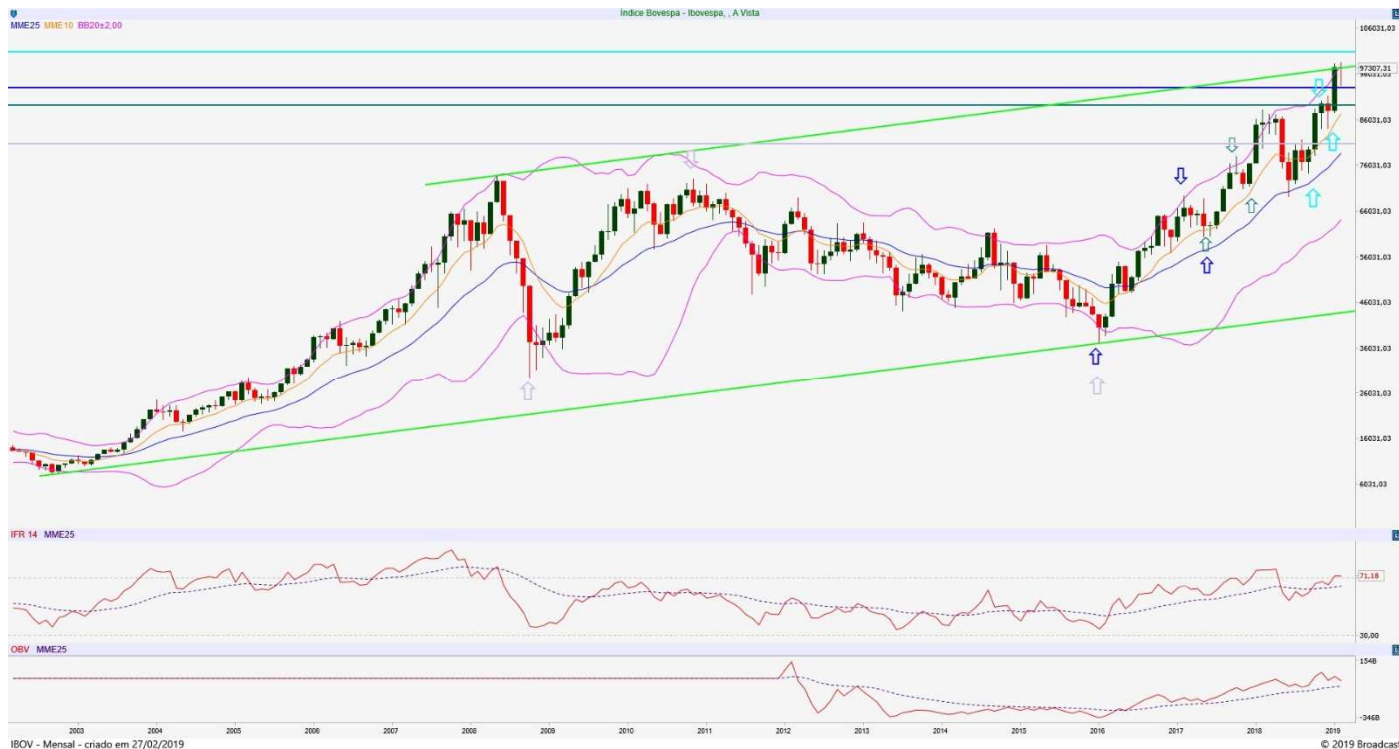 Índice Bovespa - Ibovespa, , A Vista
MME25 MME10 BB20±2,00
106031,03
97307,31
96031,03
86031,03
76031,03
66031,03
56031,03
46031,03
36031,03
26031,03
16031,03
6031,03
IFR 14 MME25
71,18
30,00
OBV MME25
154B
-346B
2003 2004 2005 2006 2007 2008 2009 2010 2011 2012 2013 2014 2015 2016 2017 2018 2019
IBOV - Mensal - criado em 27/02/2019 © 2019 Broadcast